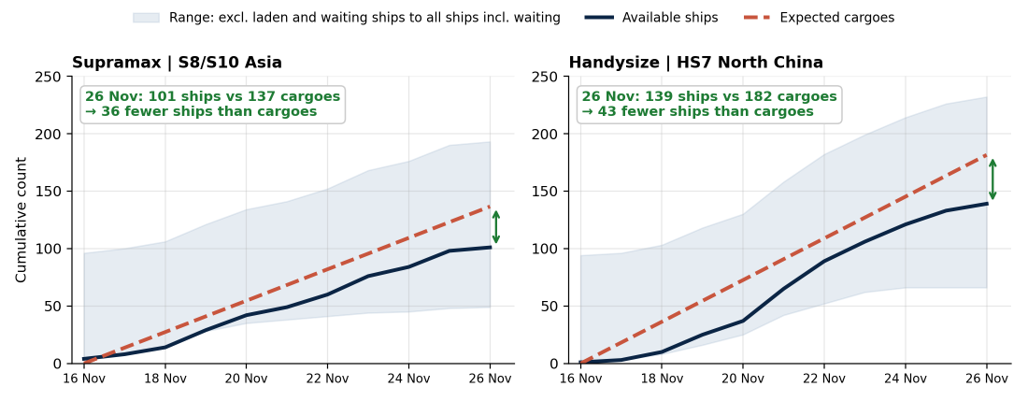 Range: excl. laden and waiting ships to all ships incl. waiting
Available ships
Expected cargoes
Supramax | S8/S10 Asia
26 Nov: 101 ships vs 137 cargoes
→ 36 fewer ships than cargoes
Cumulative count
250
200
150
100
50
0
16 Nov
18 Nov
20 Nov
22 Nov
24 Nov
26 Nov
Handysize | HS7 North China
26 Nov: 139 ships vs 182 cargoes
→ 43 fewer ships than cargoes
250
200
150
100
50
0
16 Nov
18 Nov
20 Nov
22 Nov
24 Nov
26 Nov